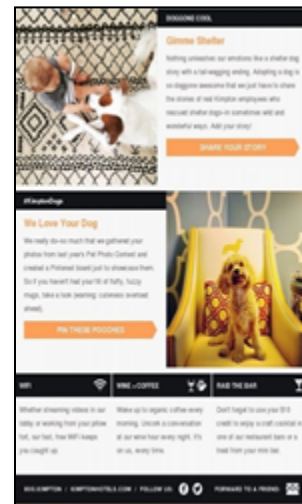 DOGGONE COOL
Gimme Shelter
Nothing unleashes our emotions like a shelter dog
story with a tail-wagging ending. Adopting a dog is
so doggone awesome that we just have to share
the stories of real Kimpton employees who
rescued shelter dogs–in sometimes wild and
wonderful ways. Add your story!
SHARE YOUR STORY
#KimptonDogs
We Love Your Dog
We really do–so much that we gathered your
photos from last year's Pet Photo Contest and
created a Pinterest board just to showcase them.
So if you haven't had your fill of fluffy, fuzzy
mugs, take a look (warning: cuteness overload
ahead).
PIN THESE POOCHES
WIFI
Whether streaming videos in our
lobby or working from your pillow
fort, our fast, free WiFi keeps
you caught up.
WINE + COFFEE
Wake up to organic coffee every
morning. Uncork a conversation
at our wine hour every night. It's
on us, every time.
RAID THE BAR
Don't forget to use your $10
credit to enjoy a craft cocktail in
one of our restaurant bars or a
treat from your mini bar.
800.KIMPTON / KIMPTONHOTELS.COM / FOLLOW US:
FORWARD TO A FRIEND: